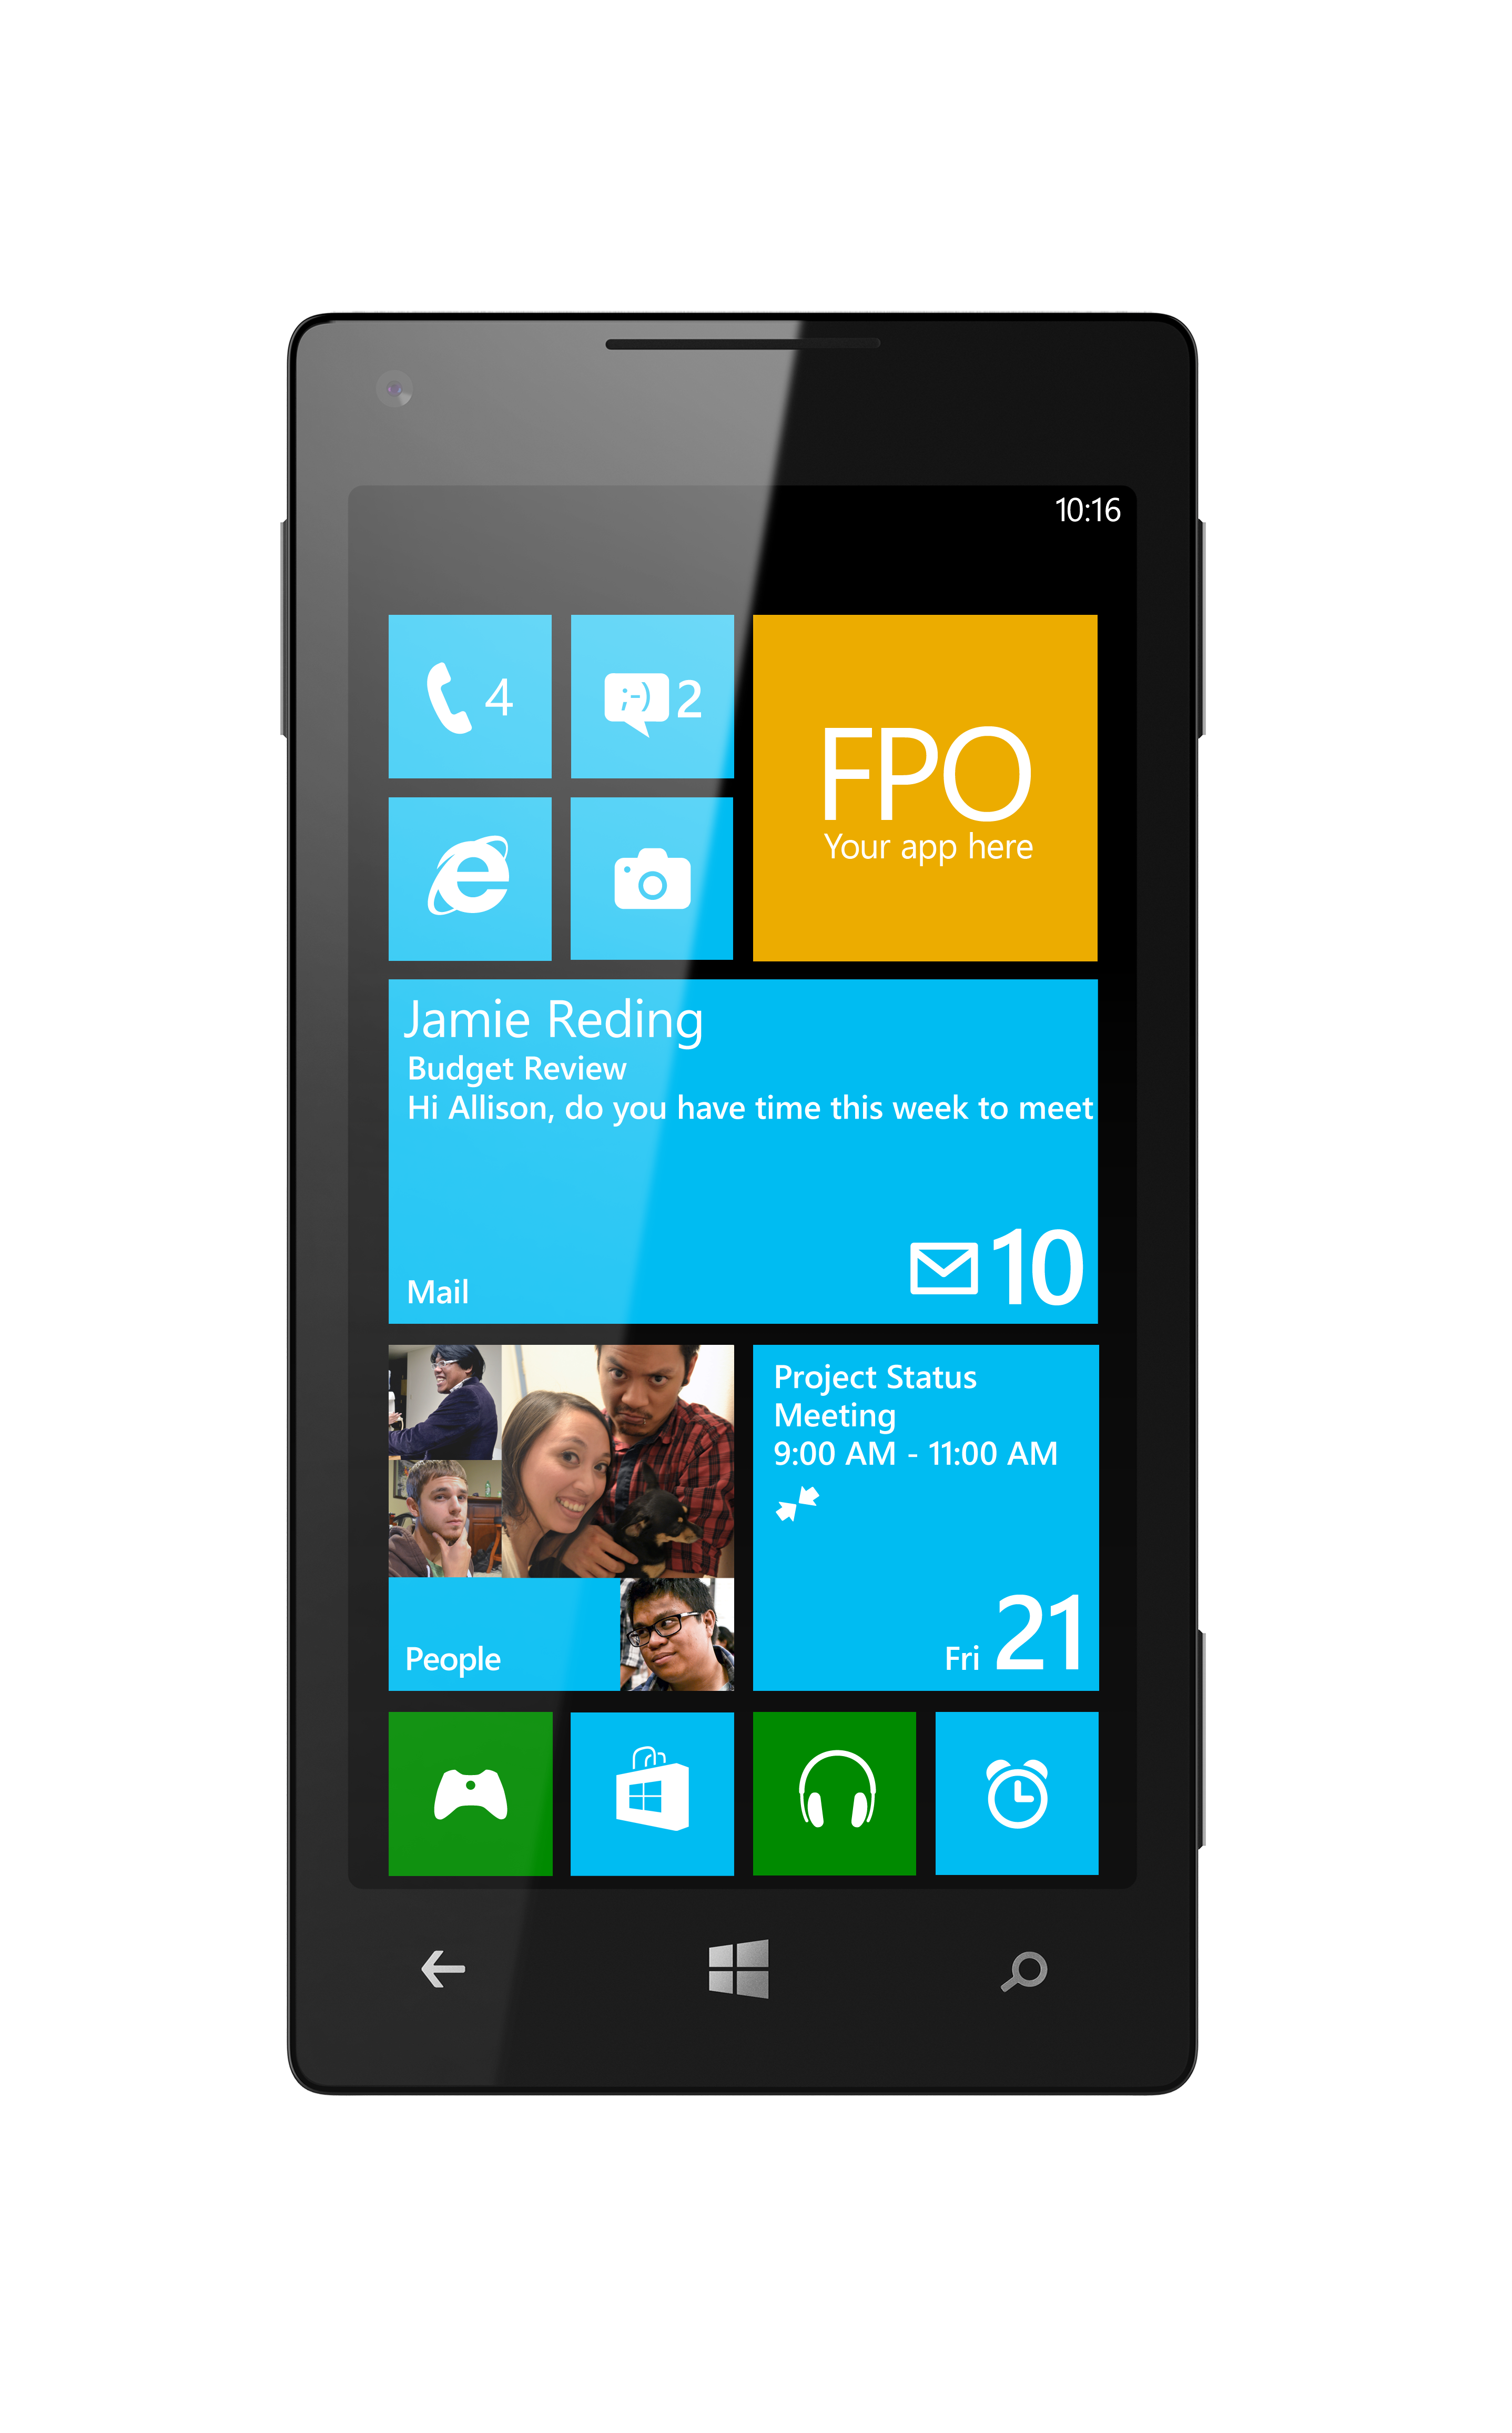 10:16
4
;-)
2
FPO
Your app here
Jamie Reding
Budget Review
Hi Allison, do you have time this week to meet
10
Mail
Project Status
Meeting
9:00 AM - 11:00 AM
People
Fri 21